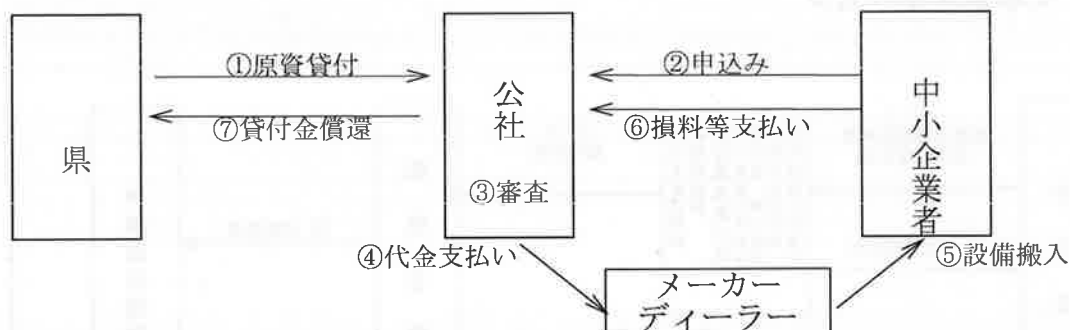 ①原資貸付
②申込み
公社
中小企業者
⑦貸付金償還
⑥損料等支払い
県
③審査
④代金支払い
⑤設備搬入
メーカー
ディーラー